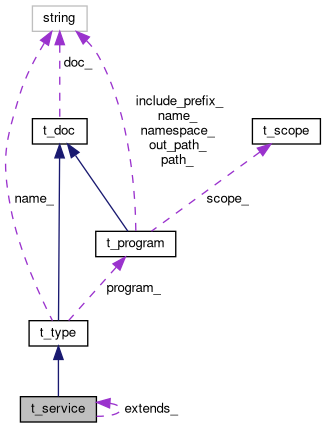 string
doc_
include_prefix_
name_
namespace_
out_path_
path_
t_doc
t_scope
name_
scope_
t_program
program_
t_type
t_service
extends_